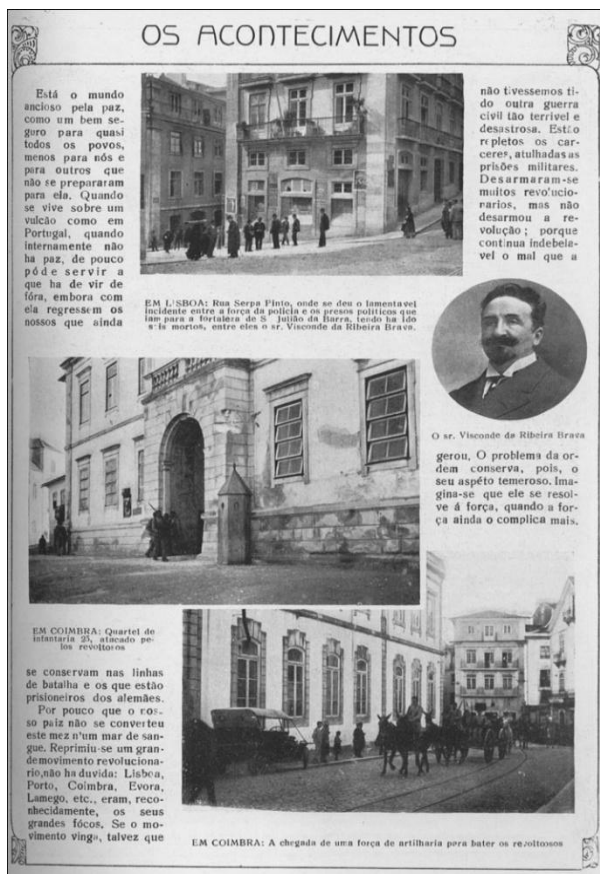 OS ACONTECIMENTOS
Está o mundo
ancioso pela paz,
como um bem se-
guro para quasi
todos os povos,
menos para nós e
para outros que
não se prepararam
para ela. Quando
se vive sobre um
vulcão como em
Portugal, quando
internamente não
ha paz, de pouco
póde servir a
que ha de vir de
fóra, embora com
ela regressem os
nossos que ainda
EM LISBOA: Rua Serpa Pinto, onde se deu o lamentavel
incidente entre a força da policia e os presos politicos que
iam para a fortaleza de S. Julião da Barra, tendo ha ido
seis mortos, entre eles o sr. Visconde da Ribeira Brava.
EM COIMBRA: Quartel de
infantaria 25, atacado pe-
los revoltosos
se conservam nas linhas
de batalha e os que estão
prisioneiros dos alemães.
Por pouco que o nos-
so paiz não se converteu
este mez n'um mar de san-
gue. Reprimiu-se um gran-
de movimento revoluciona-
rio, não ha duvida: Lisboa,
Porto, Coimbra, Evora,
Lamego, etc., eram, reco-
nhecidamente, os seus
grandes fócos. Se o mo-
vimento vinga, talvez que
não tivessemos ti-
do outra guerra
civil tão terrivel e
desastrosa. Estão
repletos os car-
ceres, atulhadas as
prisões militares.
Desarmaram-se
muitos revolucio-
narios, mas não
desarmou a re-
volução; porque
continua indebela-
vel o mal que a
O sr. Visconde da Ribeira Brava
gerou. O problema da or-
dem conserva, pois, o
seu aspéto temeroso. Ima-
gina-se que ele se resol-
ve á força, quando a for-
ça ainda o complica mais.
EM COIMBRA: A chegada de uma força de artilharia para bater os revoltosos